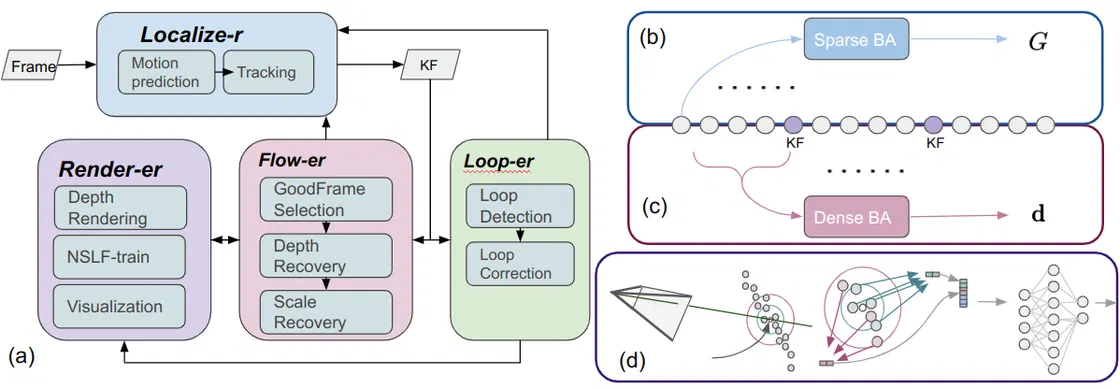 Localize-r
Frame
Motion
prediction
Tracking
KF
Render-er
Depth
Rendering
NSLF-train
Visualization
Flow-er
GoodFrame
Selection
Depth
Recovery
Scale
Recovery
Loop-er
Loop
Detection
Loop
Correction
(a)
(b)
Sparse BA
G
. . . . . .
KF
KF
(c)
. . . . . .
Dense BA
d
(d)